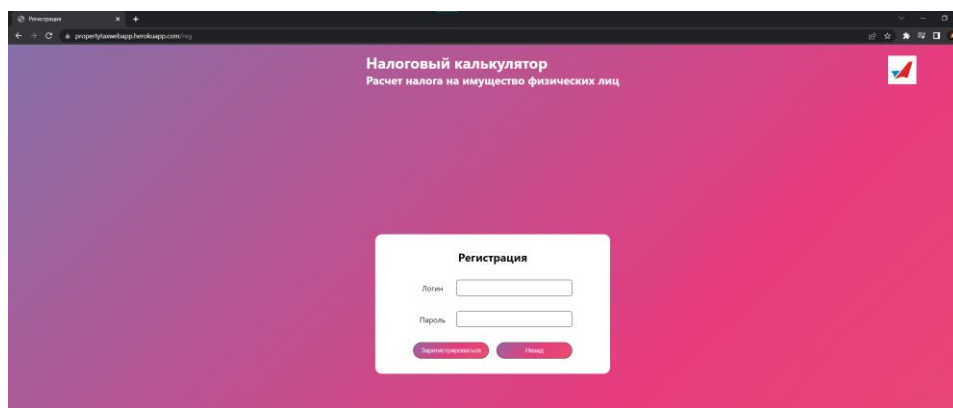 Регистрация
propertytaxwebapp.herokuapp.com/reg
Налоговый калькулятор
Расчет налога на имущество физических лиц
Регистрация
Логин
Пароль
Зарегистрироваться
Назад